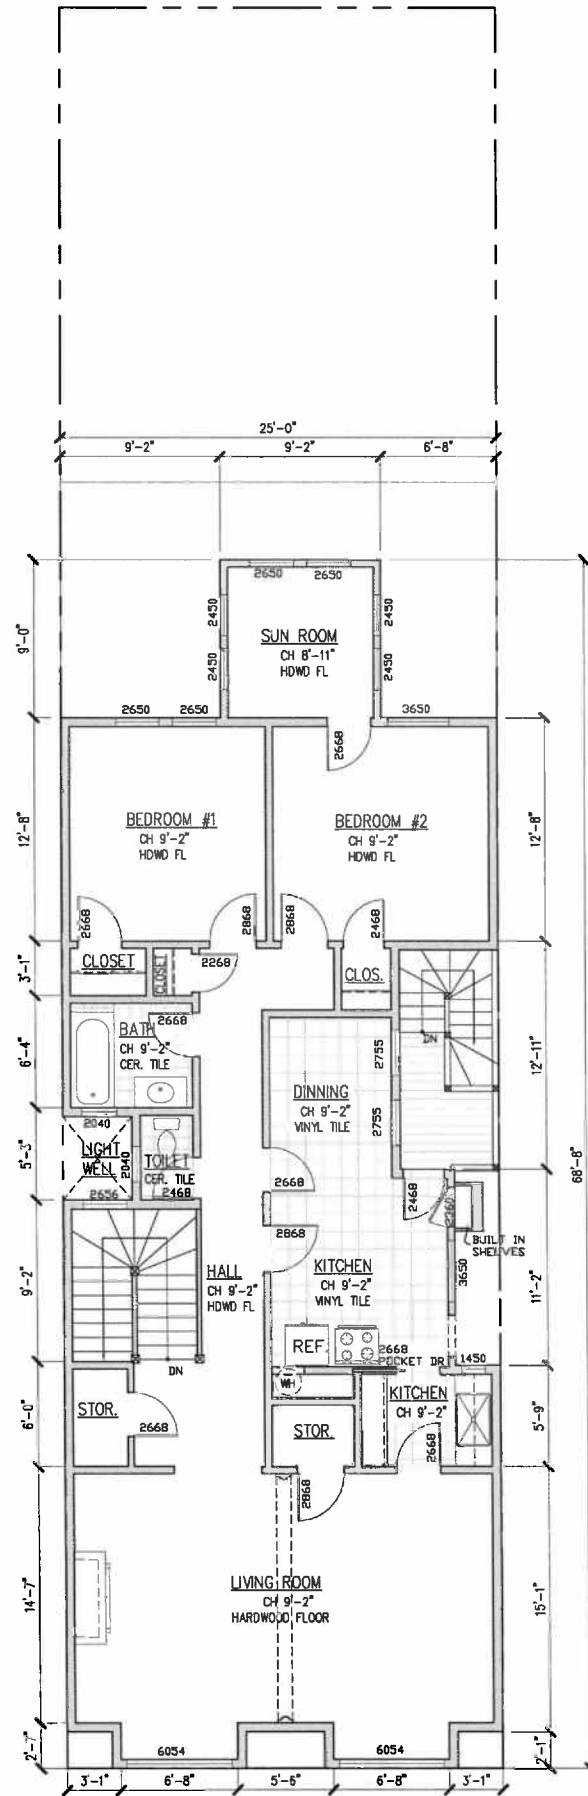 25'-0"
9'-2"
9'-2"
6'-8"
2650
2650
9'-0"
2450
2450
2450
2450
SUN ROOM
CH 8'-11"
HDWD FL
2650
2650
3650
2668
12'-8"
BEDROOM #1
CH 9'-2"
HDWD FL
BEDROOM #2
CH 9'-2"
HDWD FL
12'-8"
2668
2868
2868
2468
3'-1"
CLOSET
CLOSET
2268
CLOS.
6'-4"
BATH
2668
CH 9'-2"
CER. TILE
DINNING
CH 9'-2"
VINYL TILE
2755
2755
DN
12'-11"
68'-8"
5'-3"
2040
LIGHT
WELL
2040
2656
TOILET
CER. TILE
2468
2668
2468
2360
BUILT IN
SHELVES
9'-2"
2868
HALL
CH 9'-2"
HDWD FL
KITCHEN
CH 9'-2"
VINYL TILE
3650
11'-2"
DN
REF.
2668
POCKET DR
1450
6'-0"
STOR.
2668
WH
STOR.
KITCHEN
CH 9'-2"
2668
5'-9"
2868
14'-7"
LIVING ROOM
CH 9'-2"
HARDWOOD FLOOR
15'-1"
2'-7"
6054
6054
2'-1"
3'-1"
6'-8"
5'-6"
6'-8"
3'-1"